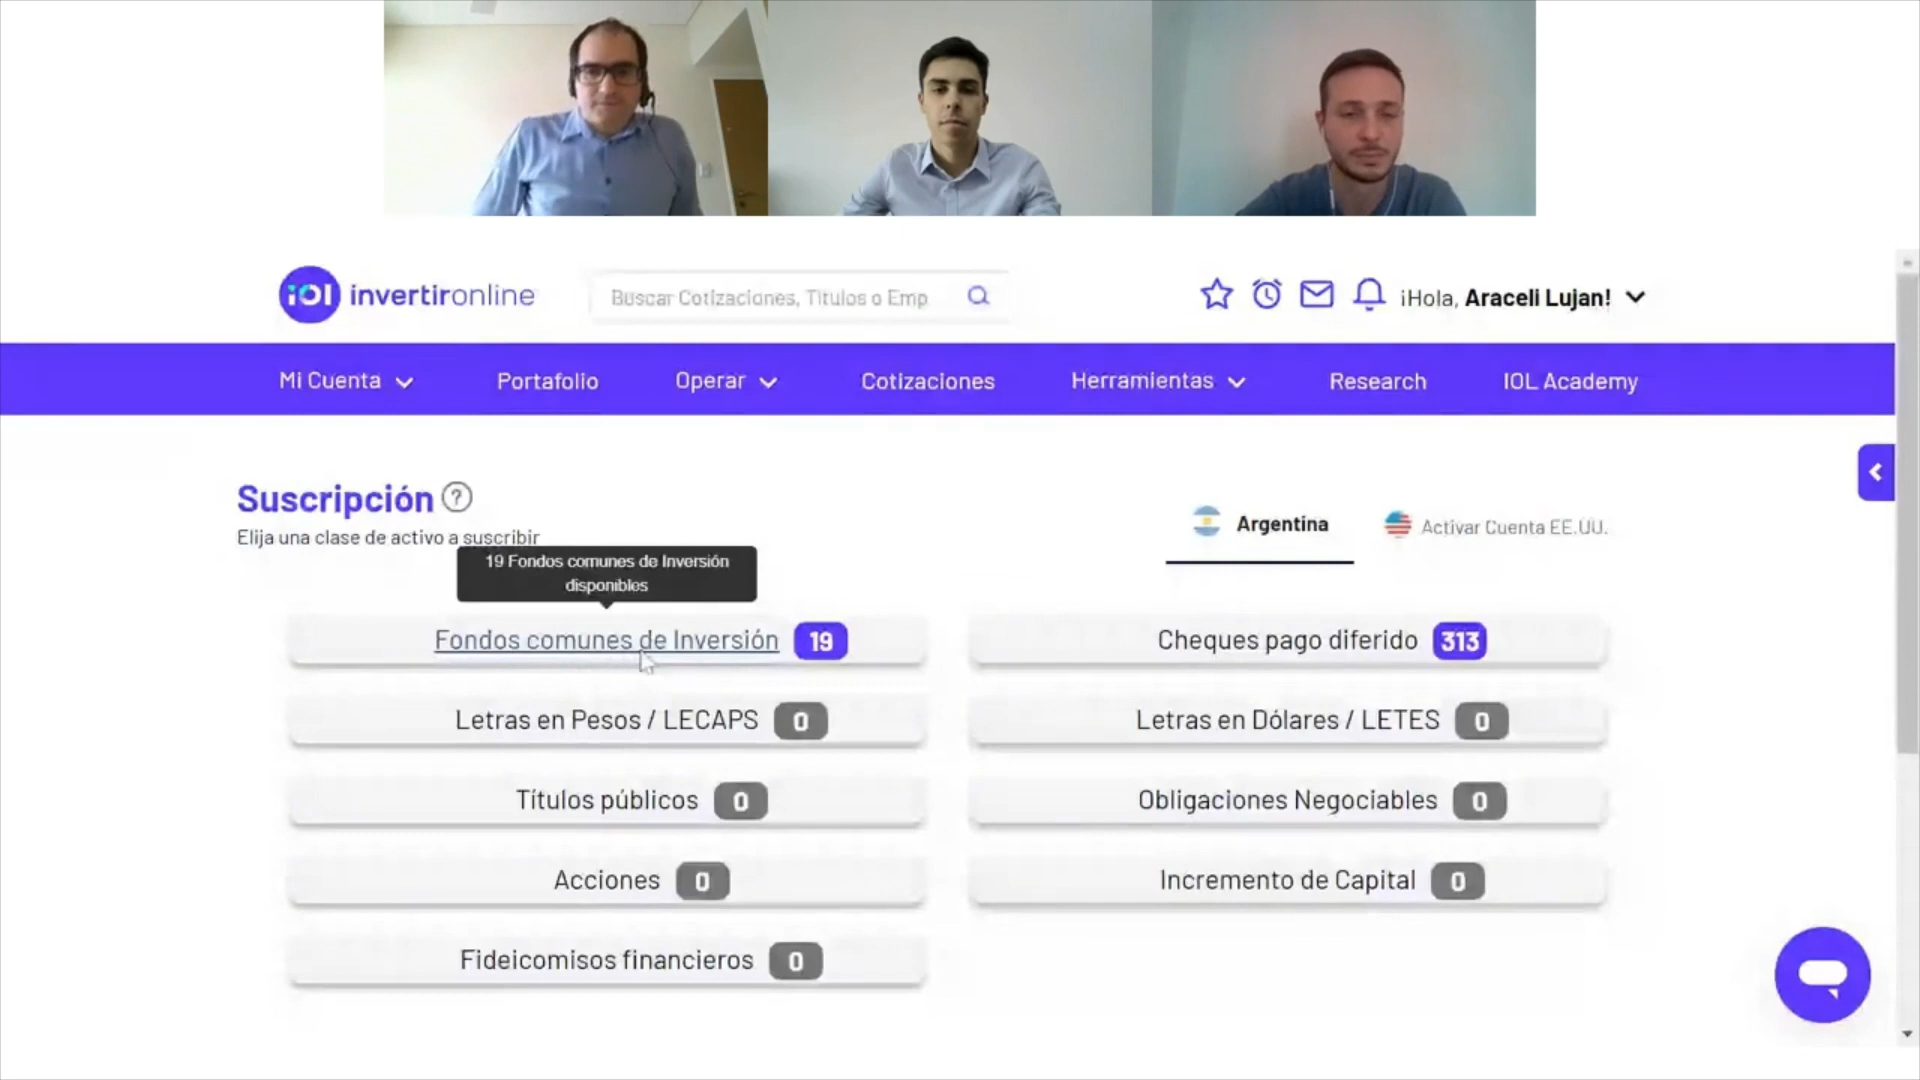 iOl invertironline
Buscar Cotizaciones, Titulos o Emp
¡Hola, Araceli Lujan!
Mi Cuenta
Portafolio
Operar
Cotizaciones
Herramientas
Research
IOL Academy
Suscripción ?
Elija una clase de activo a suscribir
Argentina
Activar Cuenta EE.UU.
19 Fondos comunes de Inversión
disponibles
Fondos comunes de Inversión 19
Cheques pago diferido 313
Letras en Pesos / LECAPS 0
Letras en Dólares / LETES 0
Títulos públicos 0
Obligaciones Negociables 0
Acciones 0
Incremento de Capital 0
Fideicomisos financieros 0